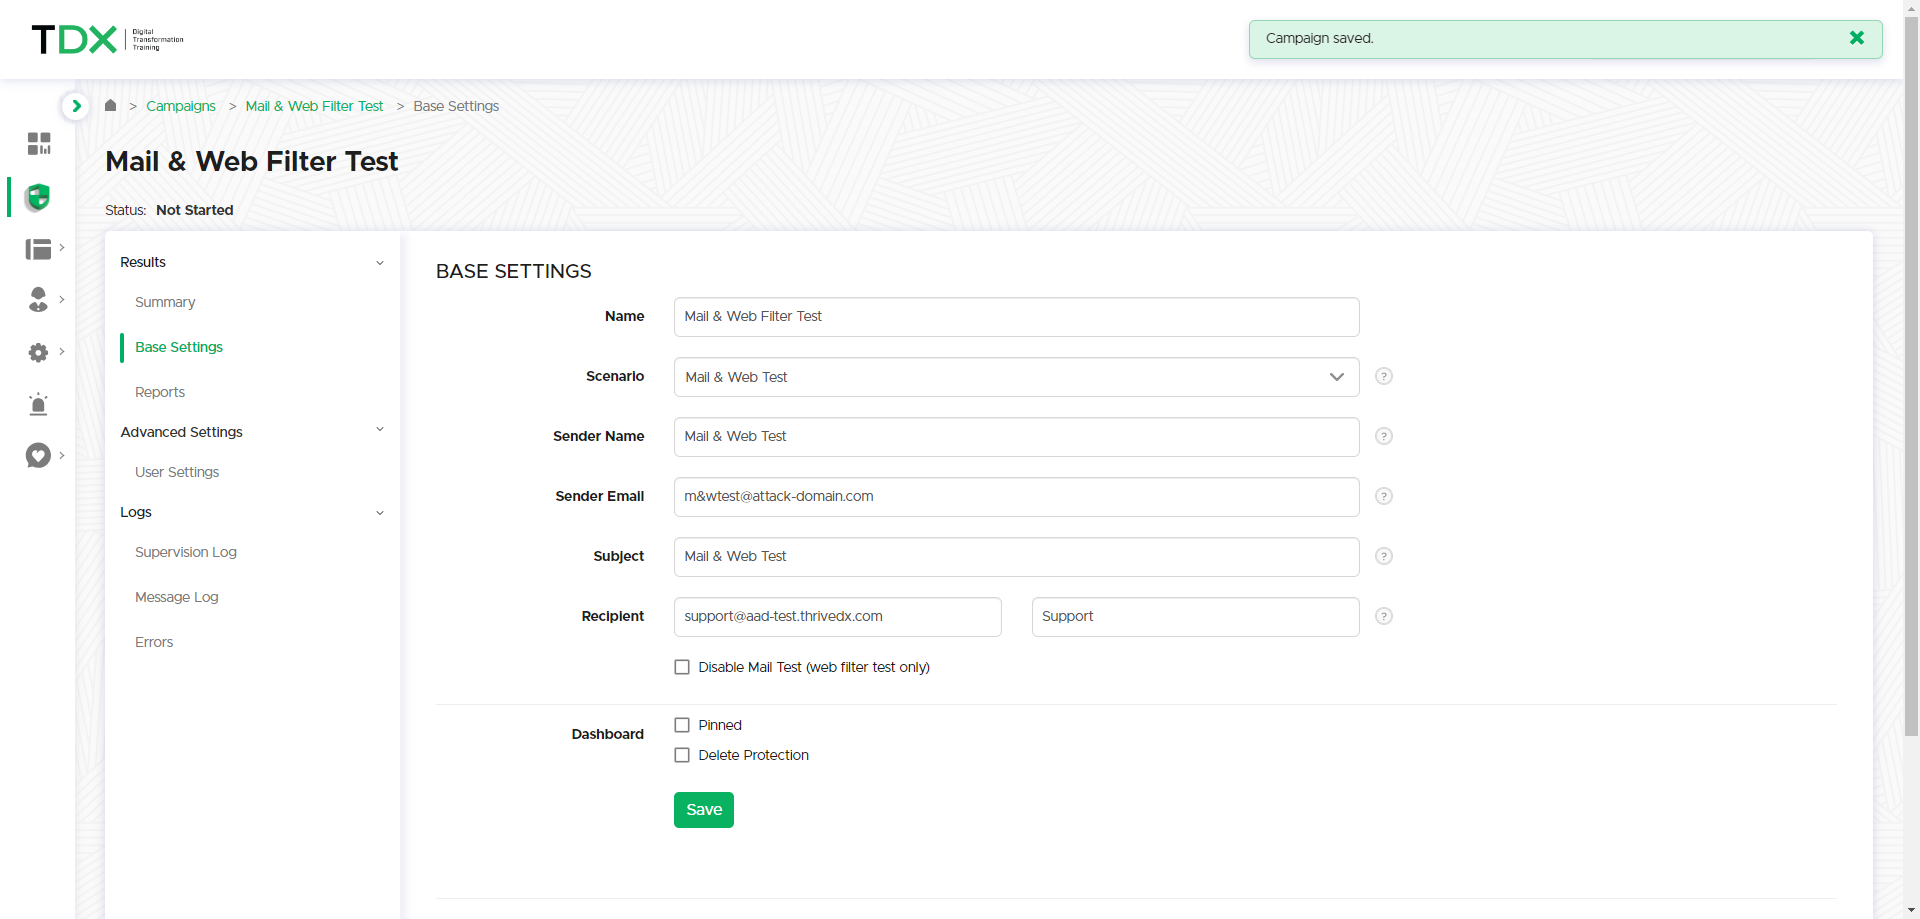 TDX Digital
Transformation
Training
Campaign saved.
> Campaigns > Mail & Web Filter Test > Base Settings
Mail & Web Filter Test
Status: Not Started
Results
Summary
Base Settings
Reports
Advanced Settings
User Settings
Logs
Supervision Log
Message Log
Errors
BASE SETTINGS
Name Mail & Web Filter Test
Scenario Mail & Web Test ?
Sender Name Mail & Web Test ?
Sender Email m&wtest@attack-domain.com ?
Subject Mail & Web Test ?
Recipient support@aad-test.thrivedx.com Support ?
Disable Mail Test (web filter test only)
Dashboard Pinned
Delete Protection
Save